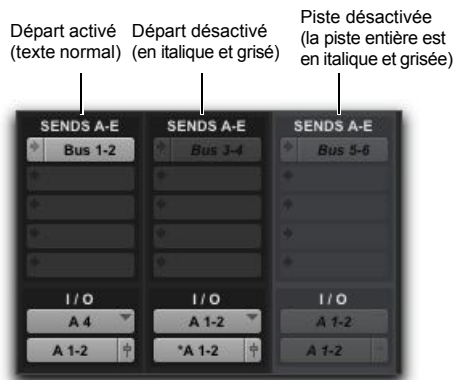 Départ activé
(texte normal)
Départ désactivé
(en italique et grisé)
Piste désactivée
(la piste entière est
en italique et grisée)
SENDS A-E
SENDS A-E
SENDS A-E
Bus 1-2
Bus 3-4
Bus 5-6
I / O
I / O
I / O
A 4
A 1-2
A 1-2
A 1-2
*A 1-2
A 1-2